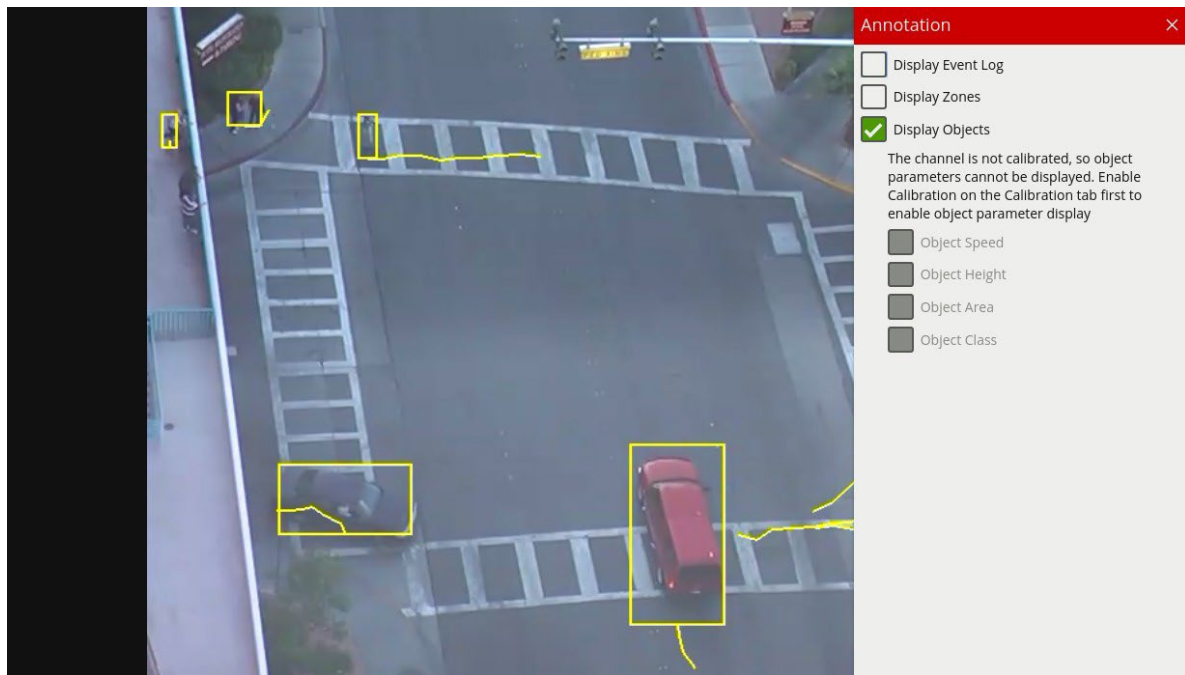 Annotation
Display Event Log
Display Zones
Display Objects
The channel is not calibrated, so object
parameters cannot be displayed. Enable
Calibration on the Calibration tab first to
enable object parameter display
Object Speed
Object Height
Object Area
Object Class